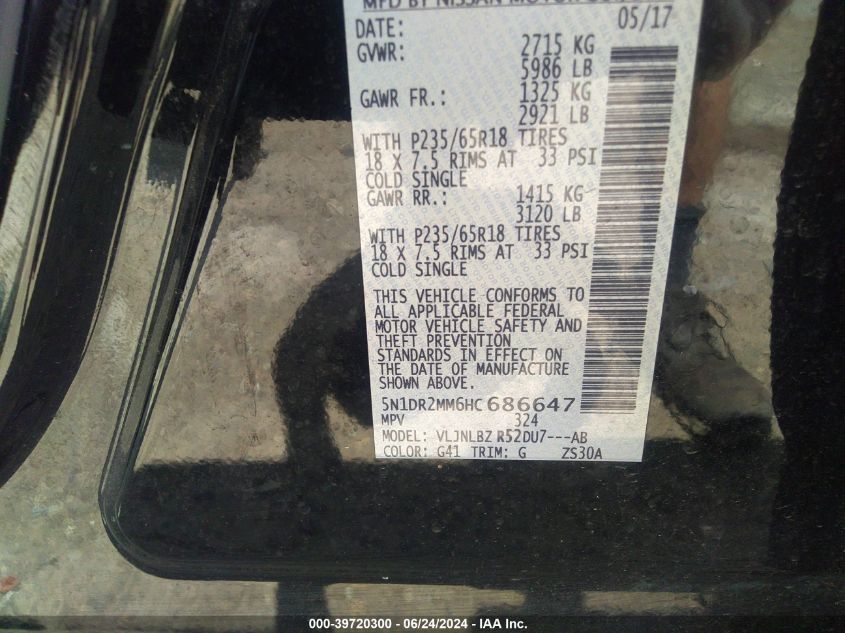 MFD BY NISSAN MOTOR
DATE: 05/17
GVWR: 2715 KG
5986 LB
GAWR FR.: 1325 KG
2921 LB
WITH P235/65R18 TIRES
18 X 7.5 RIMS AT 33 PSI
COLD SINGLE
GAWR RR.: 1415 KG
3120 LB
WITH P235/65R18 TIRES
18 X 7.5 RIMS AT 33 PSI
COLD SINGLE
THIS VEHICLE CONFORMS TO
ALL APPLICABLE FEDERAL
MOTOR VEHICLE SAFETY AND
THEFT PREVENTION
STANDARDS IN EFFECT ON
THE DATE OF MANUFACTURE
SHOWN ABOVE.
5N1DR2MM6HC686647
MPV 324
MODEL: VLJNLBZ R52DU7---AB
COLOR: G41 TRIM: G ZS30A
000-39720300 - 06/24/2024 - IAA Inc.